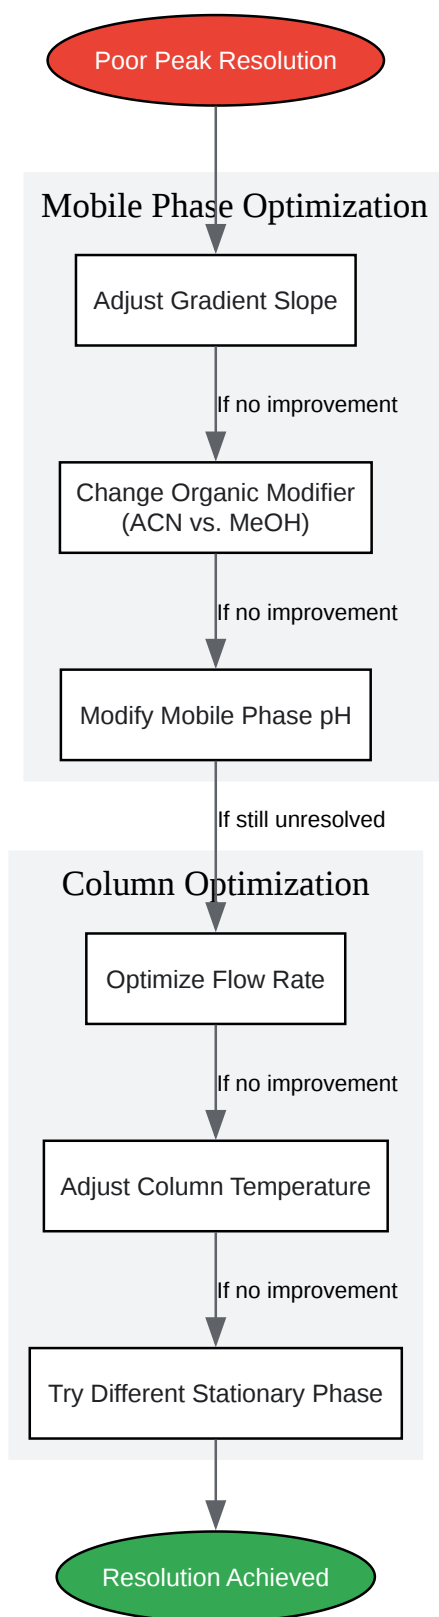 Poor Peak Resolution
Mobile Phase Optimization
Adjust Gradient Slope
If no improvement
Change Organic Modifier
(ACN vs. MeOH)
If no improvement
Modify Mobile Phase pH
If still unresolved
Column Optimization
Optimize Flow Rate
If no improvement
Adjust Column Temperature
If no improvement
Try Different Stationary Phase
Resolution Achieved